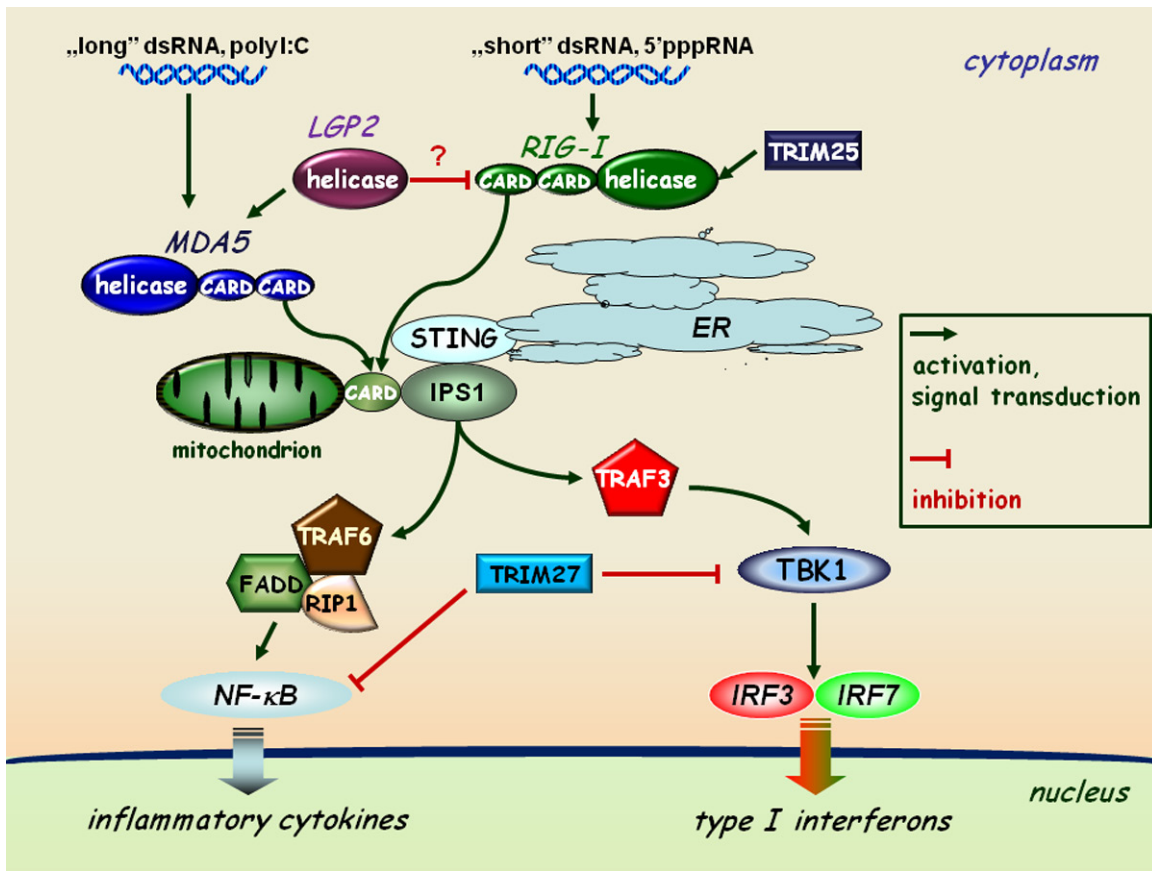 „long” dsRNA, polyI:C
„short” dsRNA, 5’pppRNA
cytoplasm
LGP2
helicase
?
RIG-I
CARD
CARD
helicase
TRIM25
MDA5
helicase
CARD
CARD
STING
ER
mitochondrion
CARD
IPS1
activation,
signal transduction
inhibition
TRAF3
TRAF6
FADD
RIP1
TRIM27
TBK1
NF-κB
IRF3
IRF7
nucleus
inflammatory cytokines
type I interferons